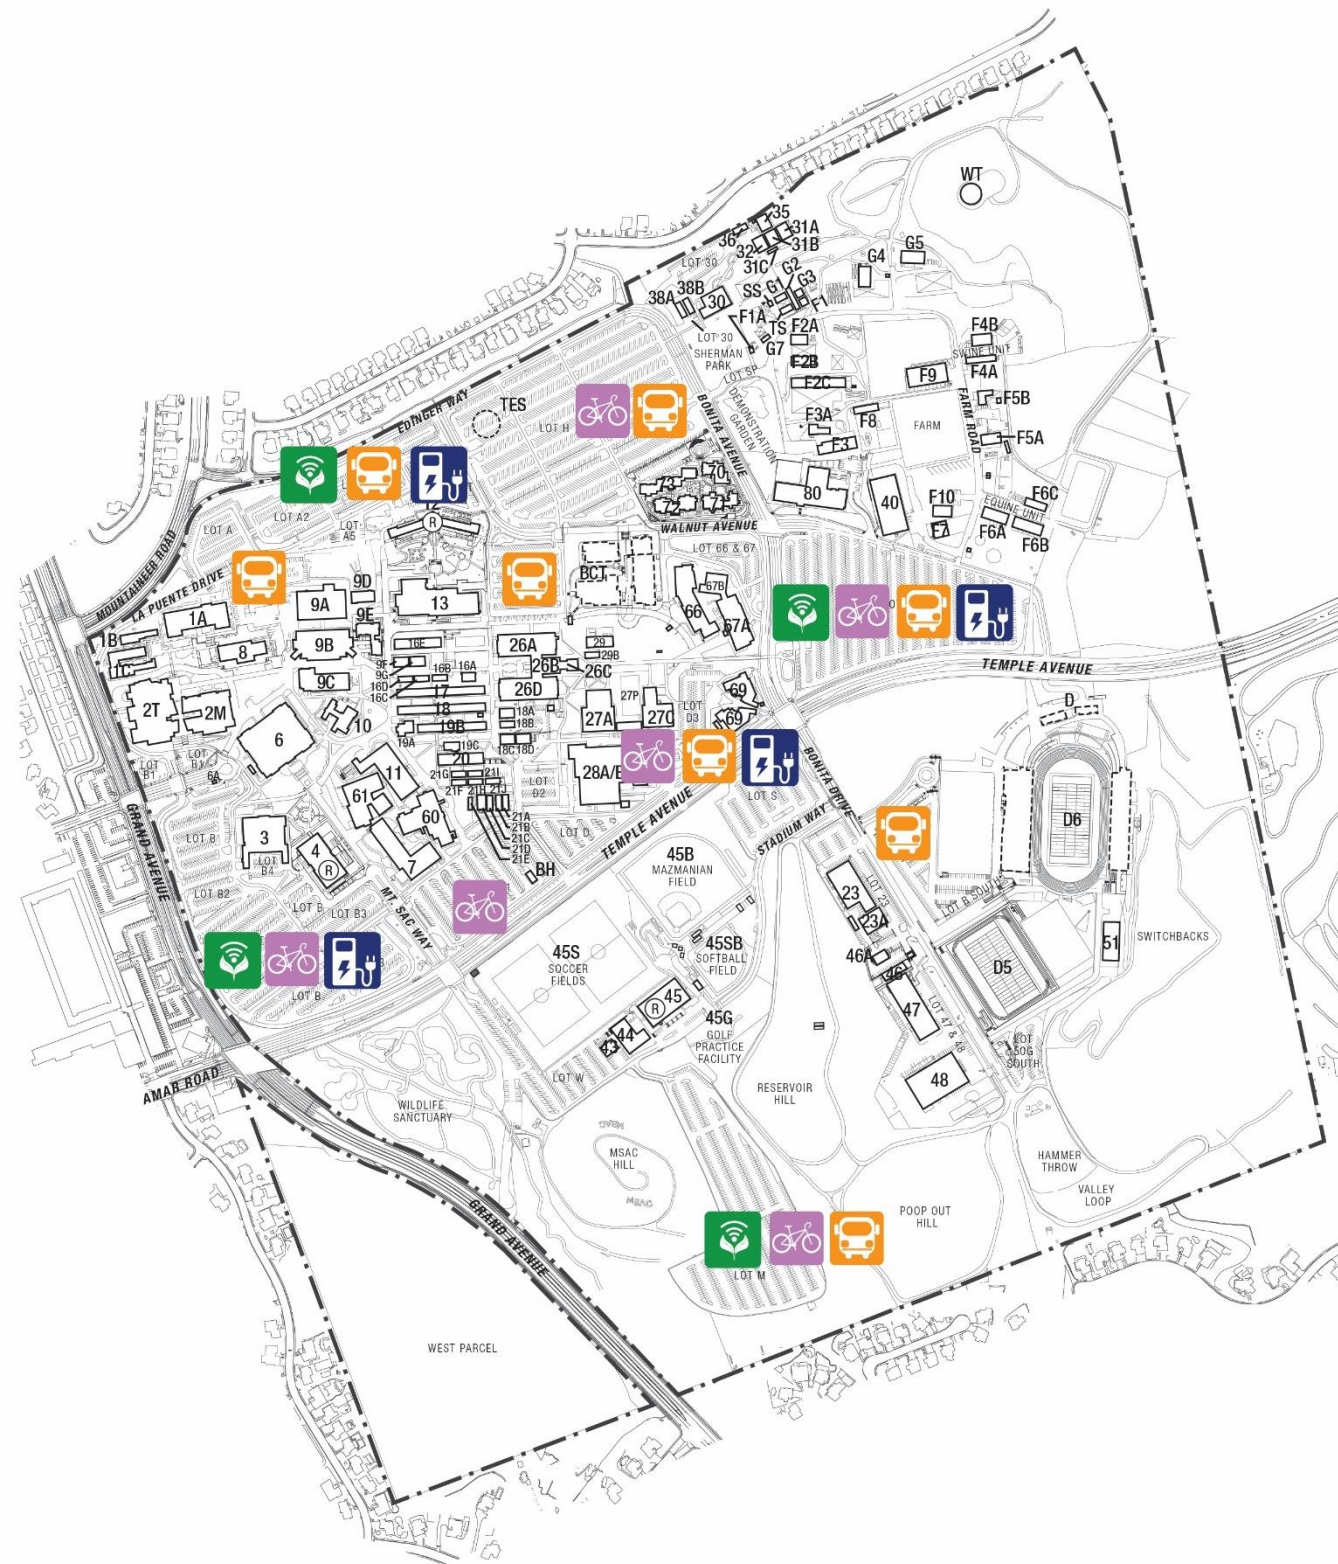 WT
35
36
31A
32
31B
31C
LOT 30
G5
G4
G2
G1
G3
SS
F1
38B
38A
30
F1A
TS
F2A
G7
LOT 30
SHERMAN
PARK
F2B
F2C
LOT SP
F4B
SWINE UNIT
F4A
F9
F5B
F8
F3A
F3
FARM
FARM ROAD
F5A
DEMONSTRATION
GARDEN
BONITA AVENUE
EDINGER WAY
TES
LOT H
70
73
72
71
80
40
F10
F7
F6C
EQUINE UNIT
F6A
F6B
WALNUT AVENUE
LOT A
LOT A2
LOT
A5
12
R
MOUNTAINEER ROAD
LA PUENTE DRIVE
BCT
LOT 66 & 67
67B
66
67A
9D
9A
9E
13
1A
1B
1C
8
9B
9C
16E
9F
9G
16B
16A
16D
16C
17
18
19B
19A
26A
26B
26C
26D
29
29B
18A
18B
18C
18D
27A
27P
27C
LOT
D3
69
69
TEMPLE AVENUE
2T
2M
6
10
LOT
B1
LOT
B1
6A
11
61
60
7
19C
20
21G
21I
21F
21H
21J
21A
21B
21C
21D
21E
LOT
D2
28A/B
LOT D
BH
TEMPLE AVENUE
LOT S
STADIUM WAY
BONITA DRIVE
D
D6
GRAND AVENUE
LOT B
3
LOT
B4
4
R
LOT B2
LOT B
LOT B3
MT. SAC WAY
LOT B
45B
MAZMANIAN
FIELD
45SB
SOFTBALL
FIELD
45S
SOCCER
FIELDS
R
45
44
43
45G
GOLF
PRACTICE
FACILITY
LOT W
23
23A
LOT 23
46A
46
47
LOT 47 & 48
48
D5
51
SWITCHBACKS
LOT
50G
SOUTH
RESERVOIR
HILL
AMAR ROAD
WILDLIFE
SANCTUARY
MSAC
HILL
MSAC
GRAND AVENUE
HAMMER
THROW
VALLEY
LOOP
POOP OUT
HILL
LOT M
WEST PARCEL